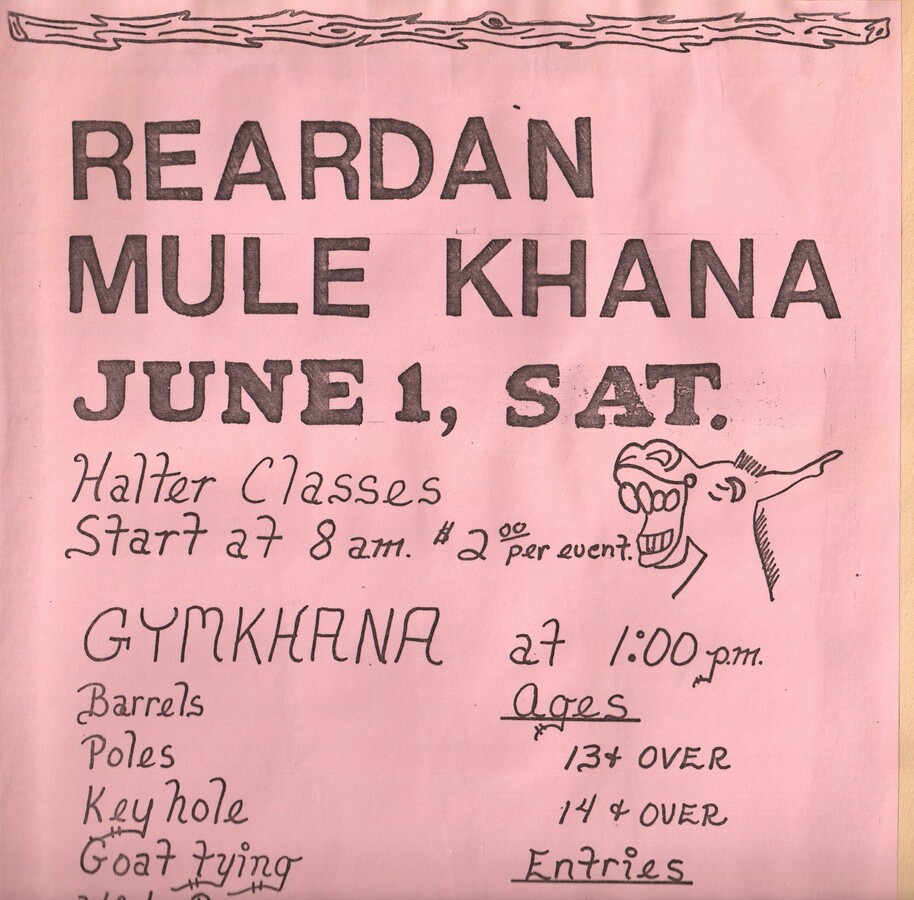 REARDAN
MULE KHANA
JUNE 1, SAT.
Halter Classes
Start at 8 am. $2 00 per event.
GYMKHANA at 1:00 p.m.
Barrels
Poles
Key hole
Goat tying
Ages
13 & OVER
14 & OVER
Entries